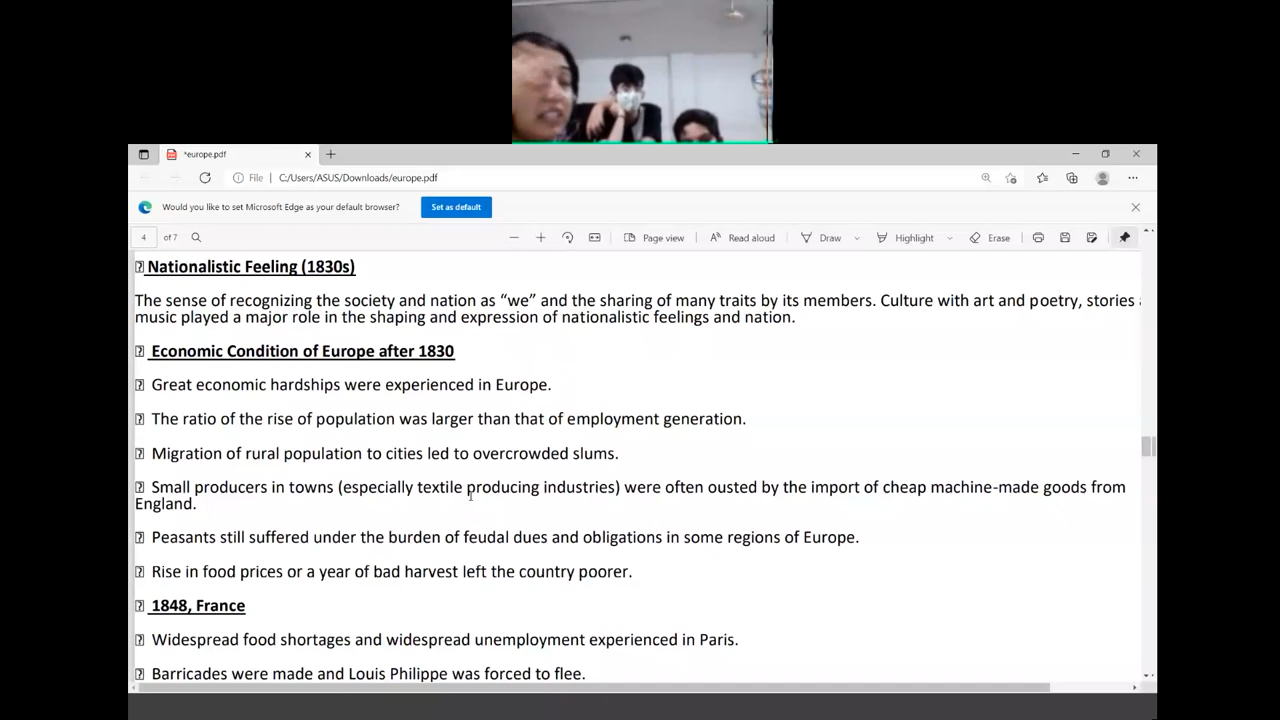 *europe.pdf
File
C:/Users/ASUS/Downloads/europe.pdf
Would you like to set Microsoft Edge as your default browser?
Set as default
4 of 7
Page view
Read aloud
Draw
Highlight
Erase
Nationalistic Feeling (1830s)
The sense of recognizing the society and nation as “we” and the sharing of many traits by its members. Culture with art and poetry, stories
music played a major role in the shaping and expression of nationalistic feelings and nation.
Economic Condition of Europe after 1830
Great economic hardships were experienced in Europe.
The ratio of the rise of population was larger than that of employment generation.
Migration of rural population to cities led to overcrowded slums.
Small producers in towns (especially textile producing industries) were often ousted by the import of cheap machine-made goods from
England.
Peasants still suffered under the burden of feudal dues and obligations in some regions of Europe.
Rise in food prices or a year of bad harvest left the country poorer.
1848, France
Widespread food shortages and widespread unemployment experienced in Paris.
Barricades were made and Louis Philippe was forced to flee.